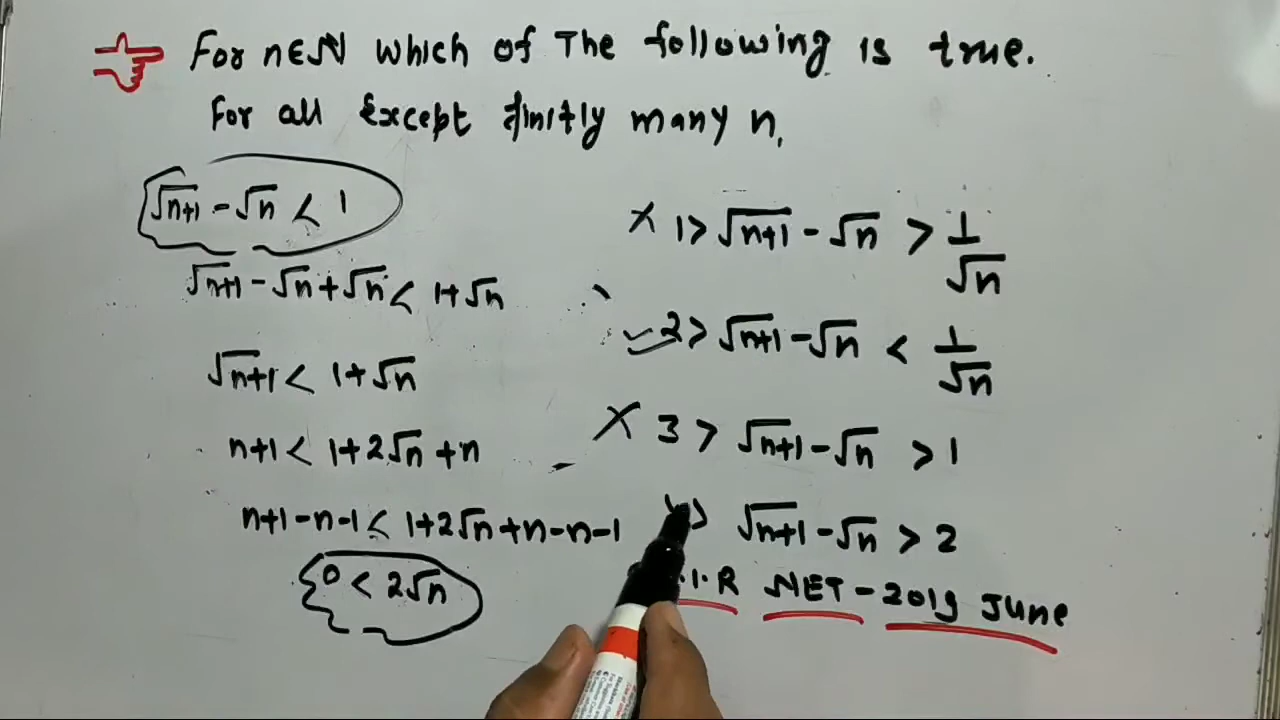 For n∈N which of The following is true.
For all Except finitly many n,
√n+1 - √n < 1
√n+1 - √n + √n < 1+√n
√n+1 < 1+√n
n+1 < 1+2√n +n
n+1-n-1 < 1+2√n+n-n-1
0 < 2√n
✗ 1> √n+1 - √n > 1/√n
✓ 2> √n+1 - √n < 1/√n
✗ 3 > √n+1 - √n > 1
> √n+1 - √n > 2
.I.R NET - 2019 June